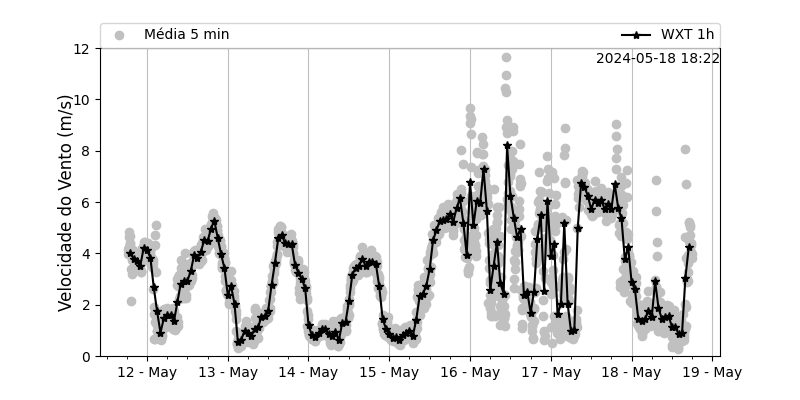 Média 5 min
WXT 1h
2024-05-18 18:22
Velocidade do Vento (m/s)
12
10
8
6
4
2
0
12 - May
13 - May
14 - May
15 - May
16 - May
17 - May
18 - May
19 - May